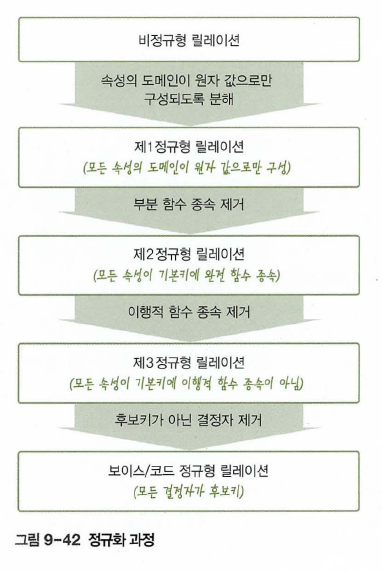 비정규형 릴레이션
속성의 도메인이 원자 값으로만
구성되도록 분해
제1정규형 릴레이션
(모든 속성의 도메인이 원자 값으로만 구성)
부분 함수 종속 제거
제2정규형 릴레이션
(모든 속성이 기본키에 완전 함수 종속)
이행적 함수 종속 제거
제3정규형 릴레이션
(모든 속성이 기본키에 이행적 함수 종속이 아님)
후보키가 아닌 결정자 제거
보이스/코드 정규형 릴레이션
(모든 결정자가 후보키)
그림 9-42 정규화 과정